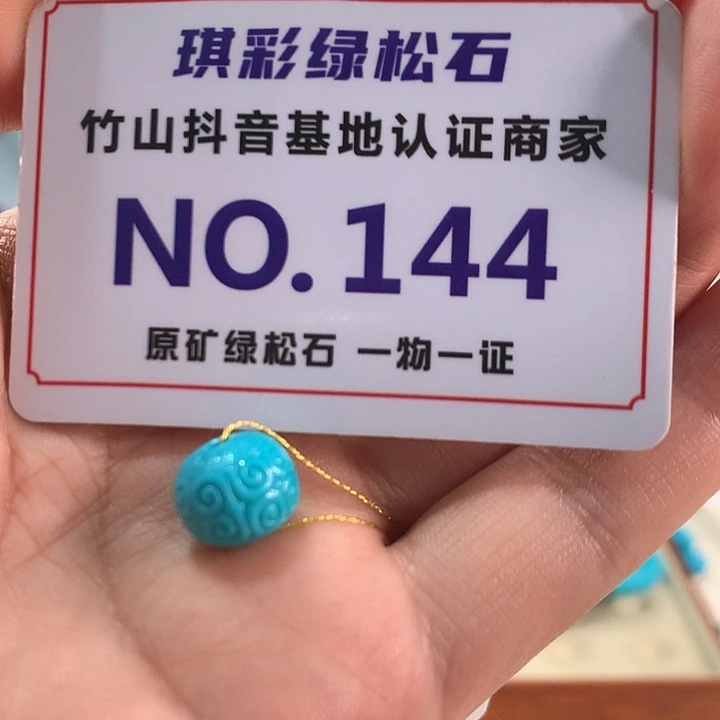 琪彩绿松石
竹山抖音基地认证商家
NO.144
原矿绿松石 一物一证